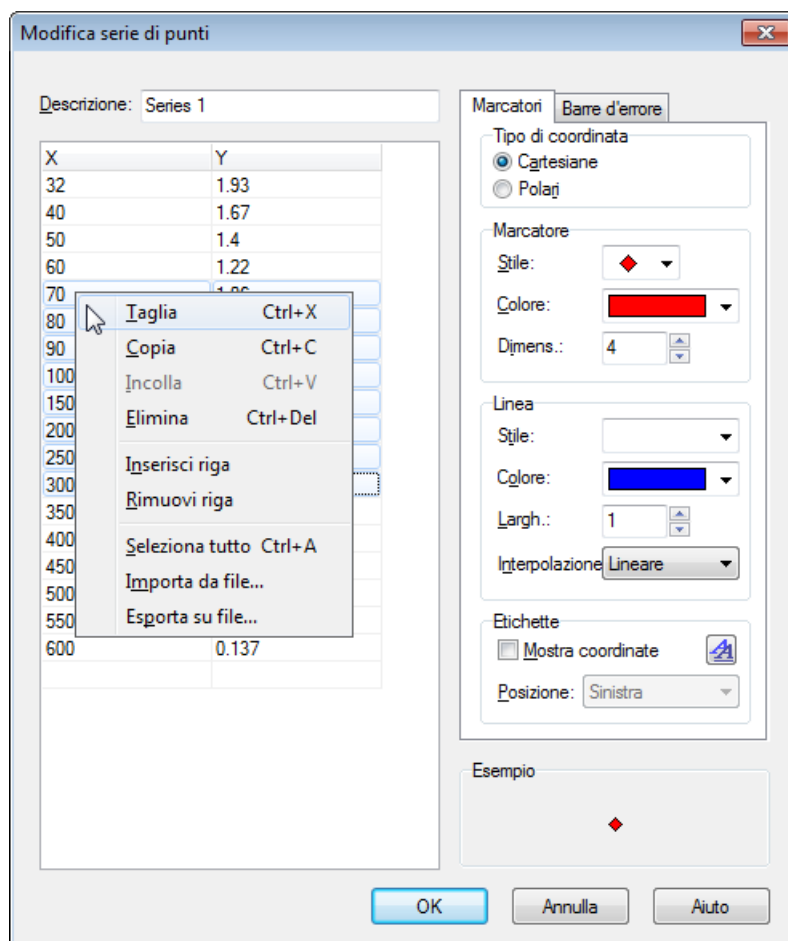 Modifica serie di punti
Descrizione: Series 1
X Y
32 1.93
40 1.67
50 1.4
60 1.22
70
80
90
100
150
200
250
300
350
400
450
500
550
600 0.137
Taglia Ctrl+X
Copia Ctrl+C
Incolla Ctrl+V
Elimina Ctrl+Del
Inserisci riga
Rimuovi riga
Seleziona tutto Ctrl+A
Importa da file...
Esporta su file...
Marcatori Barre d'errore
Tipo di coordinata
Cartesiane
Polari
Marcatore
Stile:
Colore:
Dimens.: 4
Linea
Stile:
Colore:
Largh.: 1
Interpolazione Lineare
Etichette
Mostra coordinate
Posizione: Sinistra
Esempio
OK Annulla Aiuto